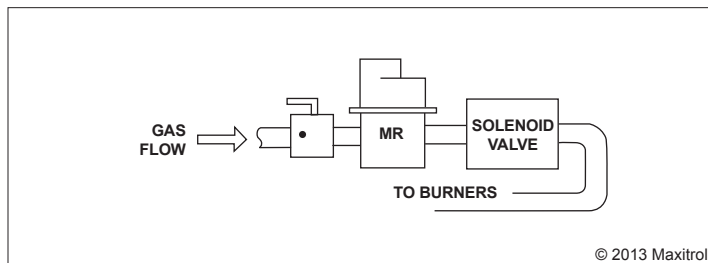 GAS
FLOW
MR
SOLENOID
VALVE
TO BURNERS
© 2013 Maxitrol